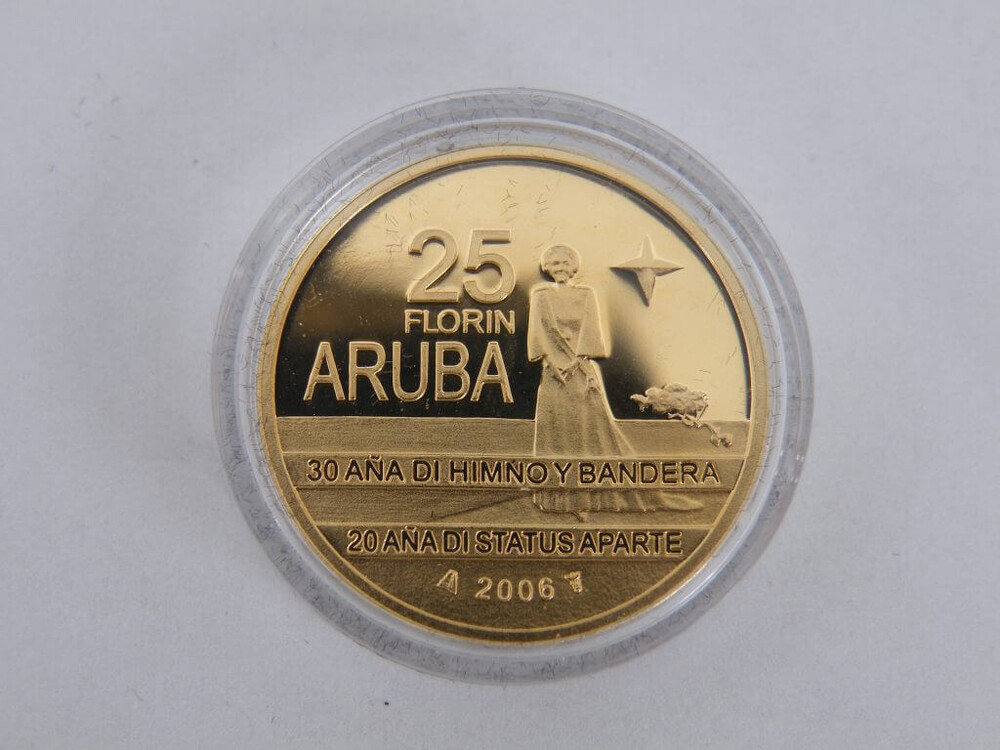 25
FLORIN
ARUBA
30 AÑA DI HIMNO Y BANDERA
20 AÑA DI STATUS APARTE
2006